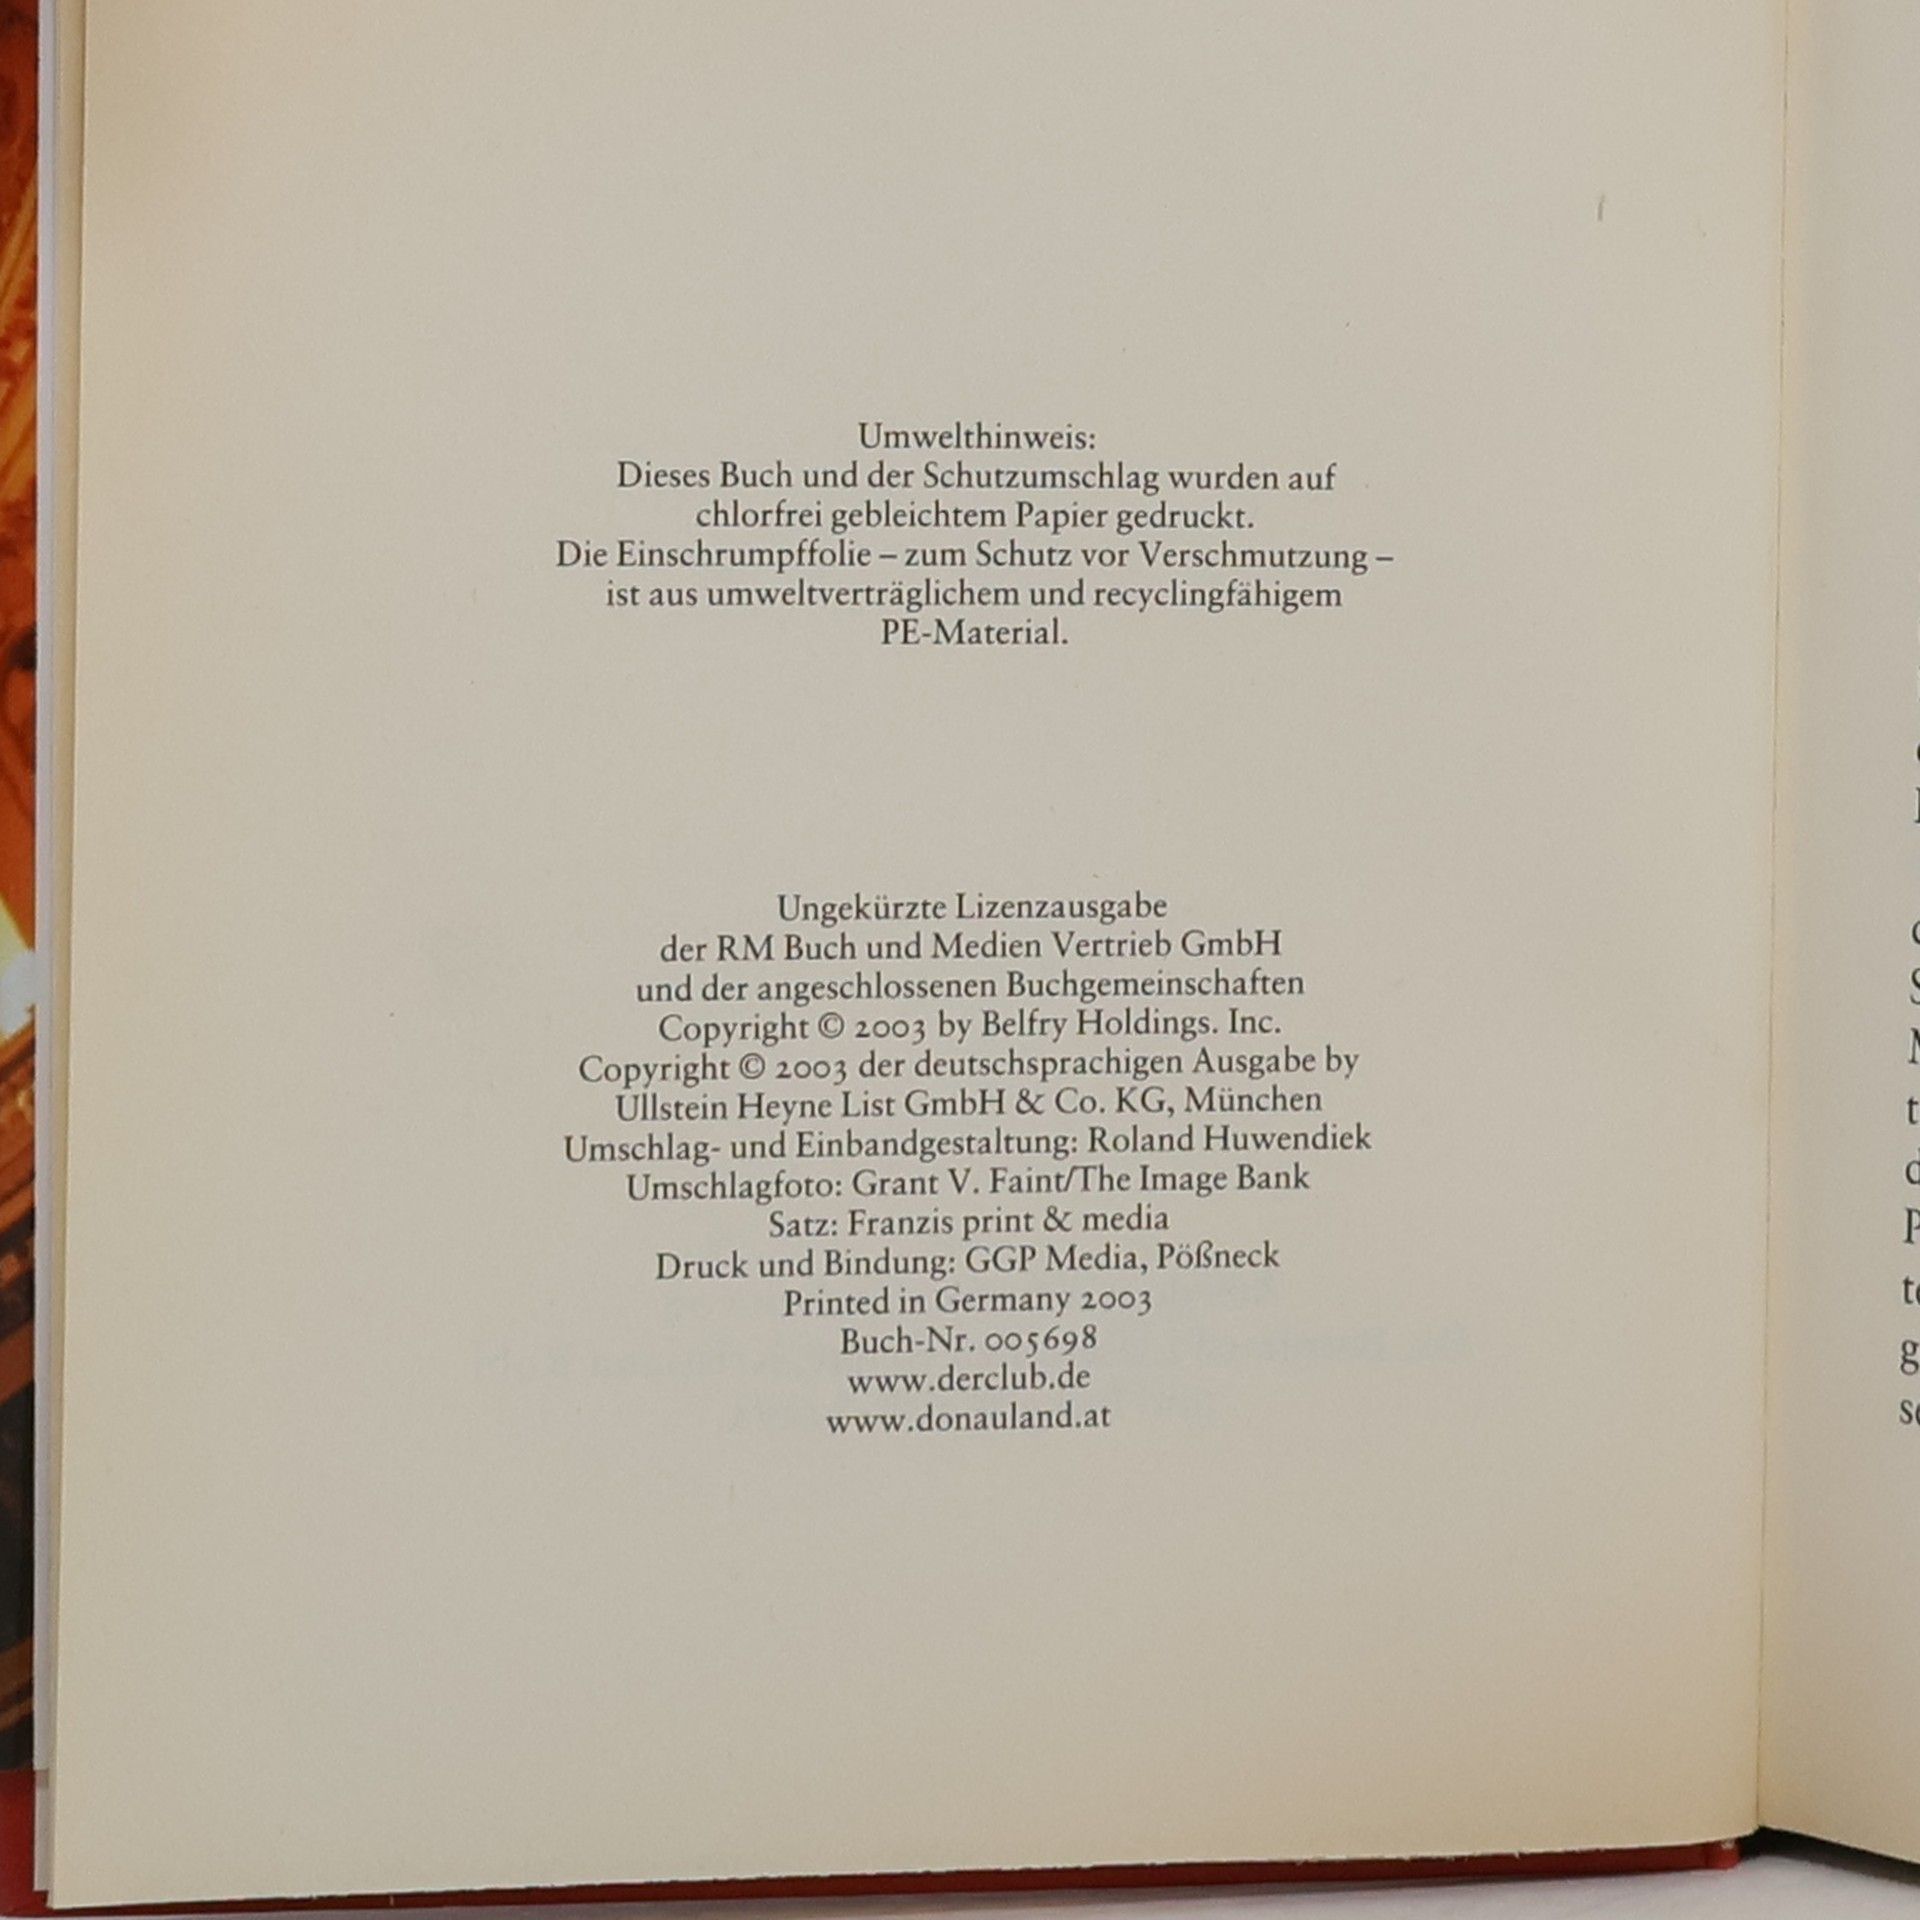 Umwelthinweis:
Dieses Buch und der Schutzumschlag wurden auf
chlorfrei gebleichtem Papier gedruckt.
Die Einschrumpffolie – zum Schutz vor Verschmutzung –
ist aus umweltverträglichem und recyclingfähigem
PE-Material.
Ungekürzte Lizenzausgabe
der RM Buch und Medien Vertrieb GmbH
und der angeschlossenen Buchgemeinschaften
Copyright © 2003 by Belfry Holdings. Inc.
Copyright © 2003 der deutschsprachigen Ausgabe by
Ullstein Heyne List GmbH & Co. KG, München
Umschlag- und Einbandgestaltung: Roland Huwendiek
Umschlagfoto: Grant V. Faint/The Image Bank
Satz: Franzis print & media
Druck und Bindung: GGP Media, Pößneck
Printed in Germany 2003
Buch-Nr. 005698
www.derclub.de
www.donauland.at